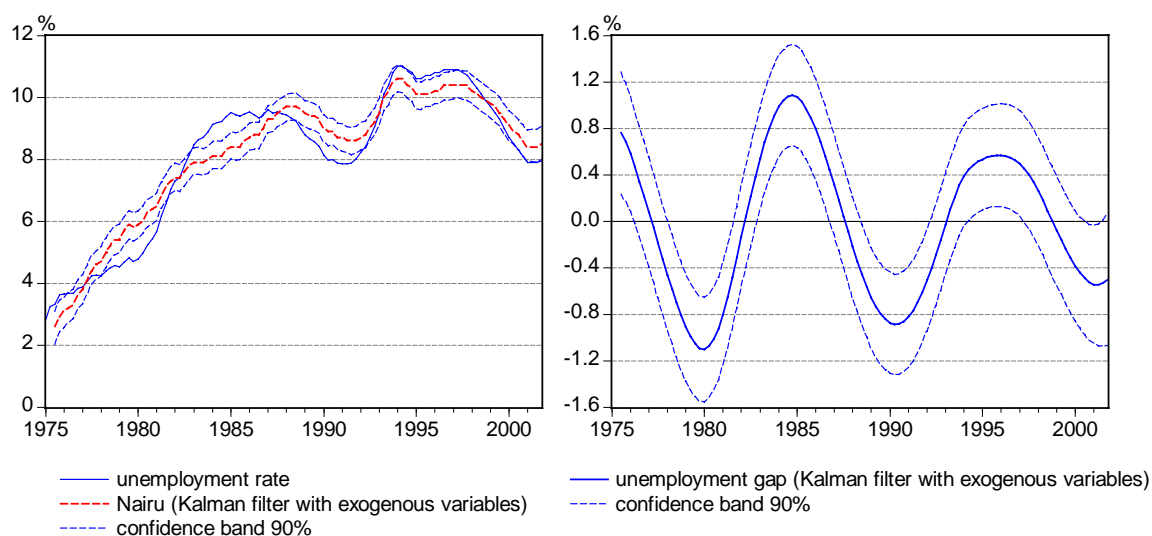 %
12
10
8
6
4
2
0
1975 1980 1985 1990 1995 2000
unemployment rate
Nairu (Kalman filter with exogenous variables)
confidence band 90%
%
1.6
1.2
0.8
0.4
0.0
-0.4
-0.8
-1.2
-1.6
1975 1980 1985 1990 1995 2000
unemployment gap (Kalman filter with exogenous variables)
confidence band 90%